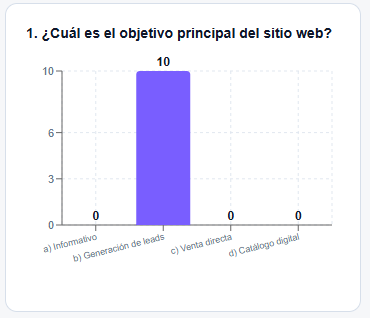 1. ¿Cuál es el objetivo principal del sitio web?
10
10
6
3
0
0
0
0
a) Informativo
b) Generación de leads
c) Venta directa
d) Catálogo digital